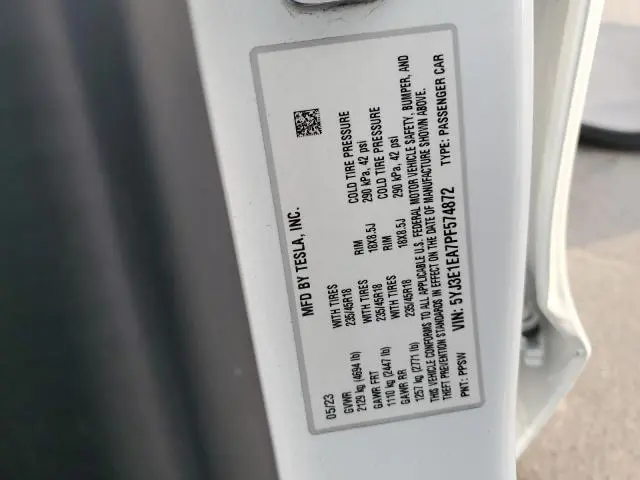 MFD BY TESLA, INC.
05/23
GVWR
2129 kg (4694 lb)
WITH TIRES
235/45R18
RIM
18X8.5J
COLD TIRE PRESSURE
290 kPa, 42 psi
GAWR FRT
1110 kg (2447 lb)
WITH TIRES
235/45R18
RIM
18X8.5J
COLD TIRE PRESSURE
290 kPa, 42 psi
GAWR RR
1257 kg (2771 lb)
THIS VEHICLE CONFORMS TO ALL APPLICABLE U.S. FEDERAL MOTOR VEHICLE SAFETY, BUMPER, AND
THEFT PREVENTION STANDARDS IN EFFECT ON THE DATE OF MANUFACTURE SHOWN ABOVE.
VIN: 5YJ3E1EA7PF574872
TYPE: PASSENGER CAR
PNT: PPSW